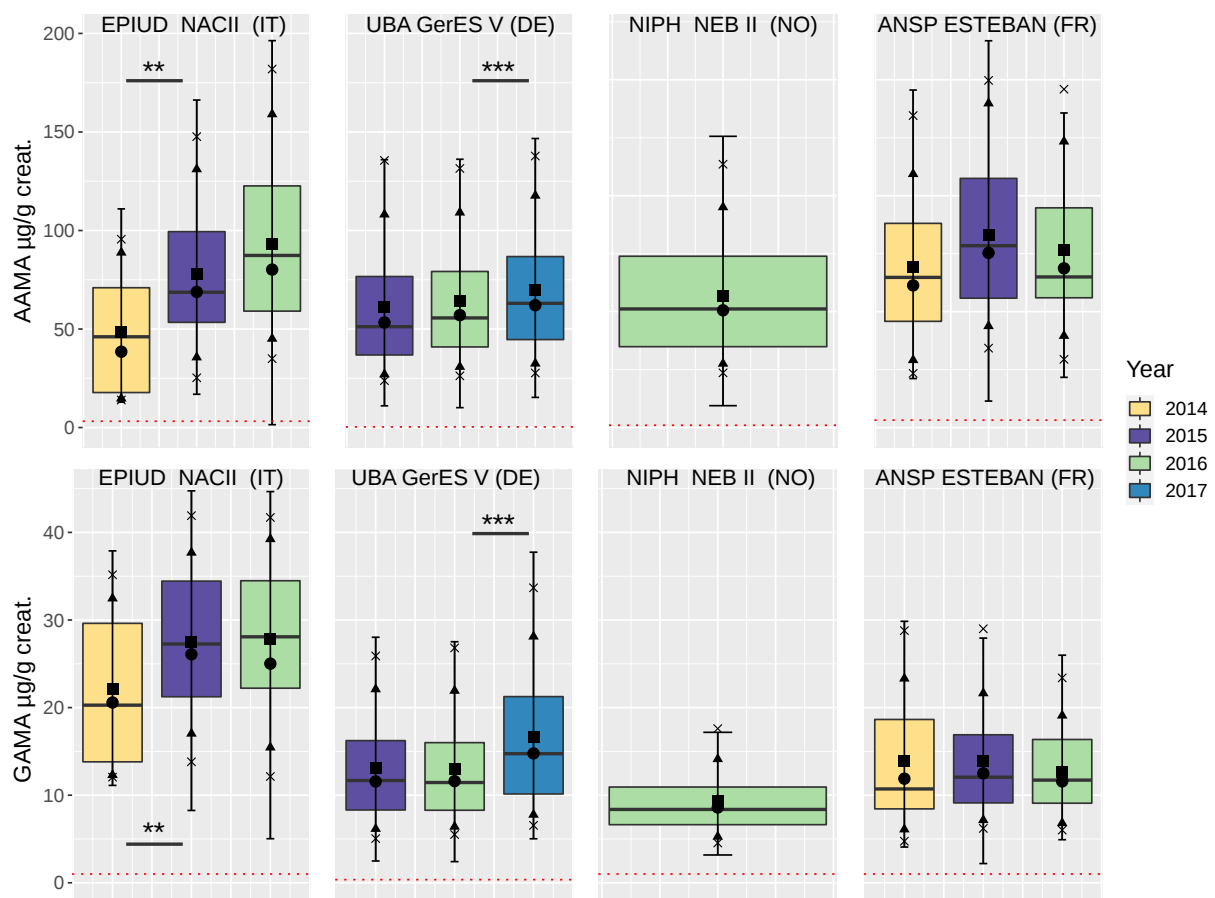 EPIUD NACII (IT)
UBA GerES V (DE)
NIPH NEB II (NO)
ANSP ESTEBAN (FR)
AAMA µg/g creat.
200
150
100
50
0
**
***
EPIUD NACII (IT)
UBA GerES V (DE)
NIPH NEB II (NO)
ANSP ESTEBAN (FR)
GAMA µg/g creat.
40
30
20
10
0
**
***
Year
2014
2015
2016
2017